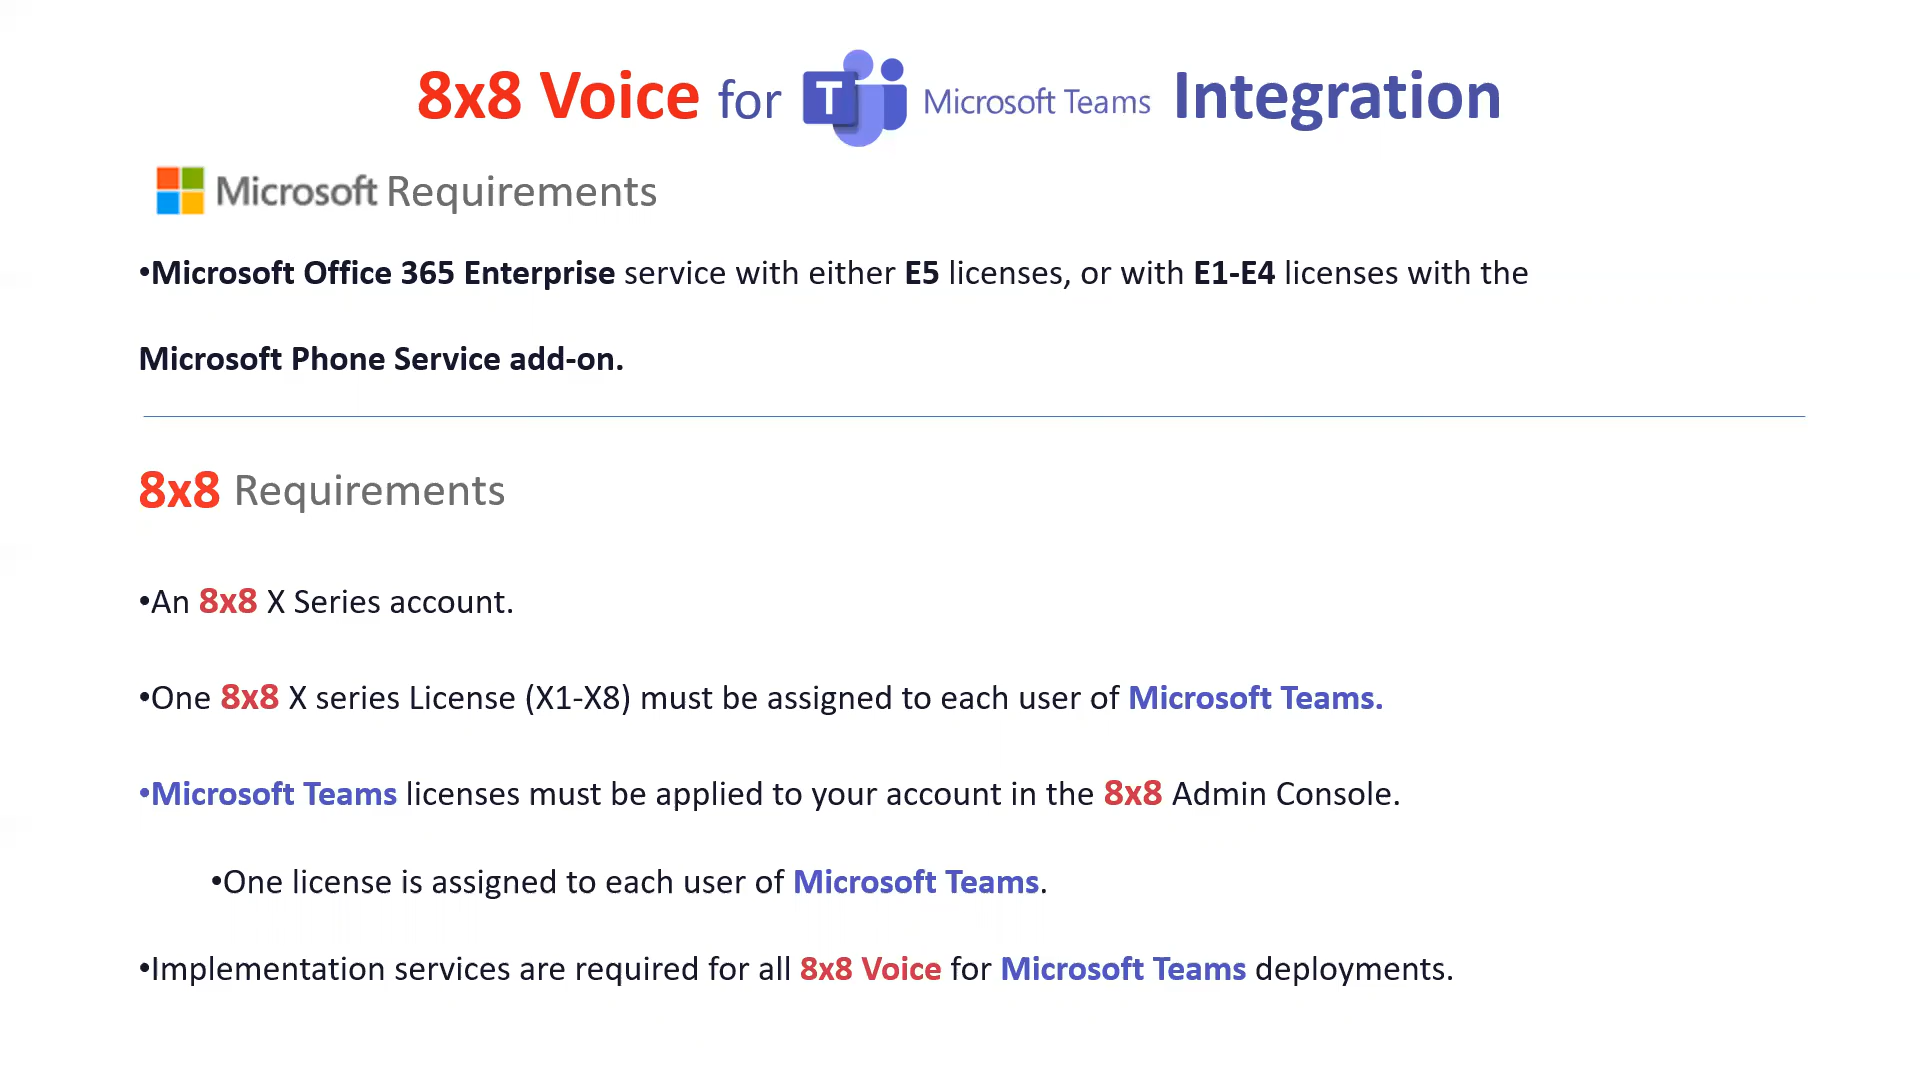 8x8 Voice for T Microsoft Teams Integration
Microsoft Requirements
•Microsoft Office 365 Enterprise service with either E5 licenses, or with E1-E4 licenses with the
Microsoft Phone Service add-on.
8x8 Requirements
•An 8x8 X Series account.
•One 8x8 X series License (X1-X8) must be assigned to each user of Microsoft Teams.
•Microsoft Teams licenses must be applied to your account in the 8x8 Admin Console.
•One license is assigned to each user of Microsoft Teams.
•Implementation services are required for all 8x8 Voice for Microsoft Teams deployments.